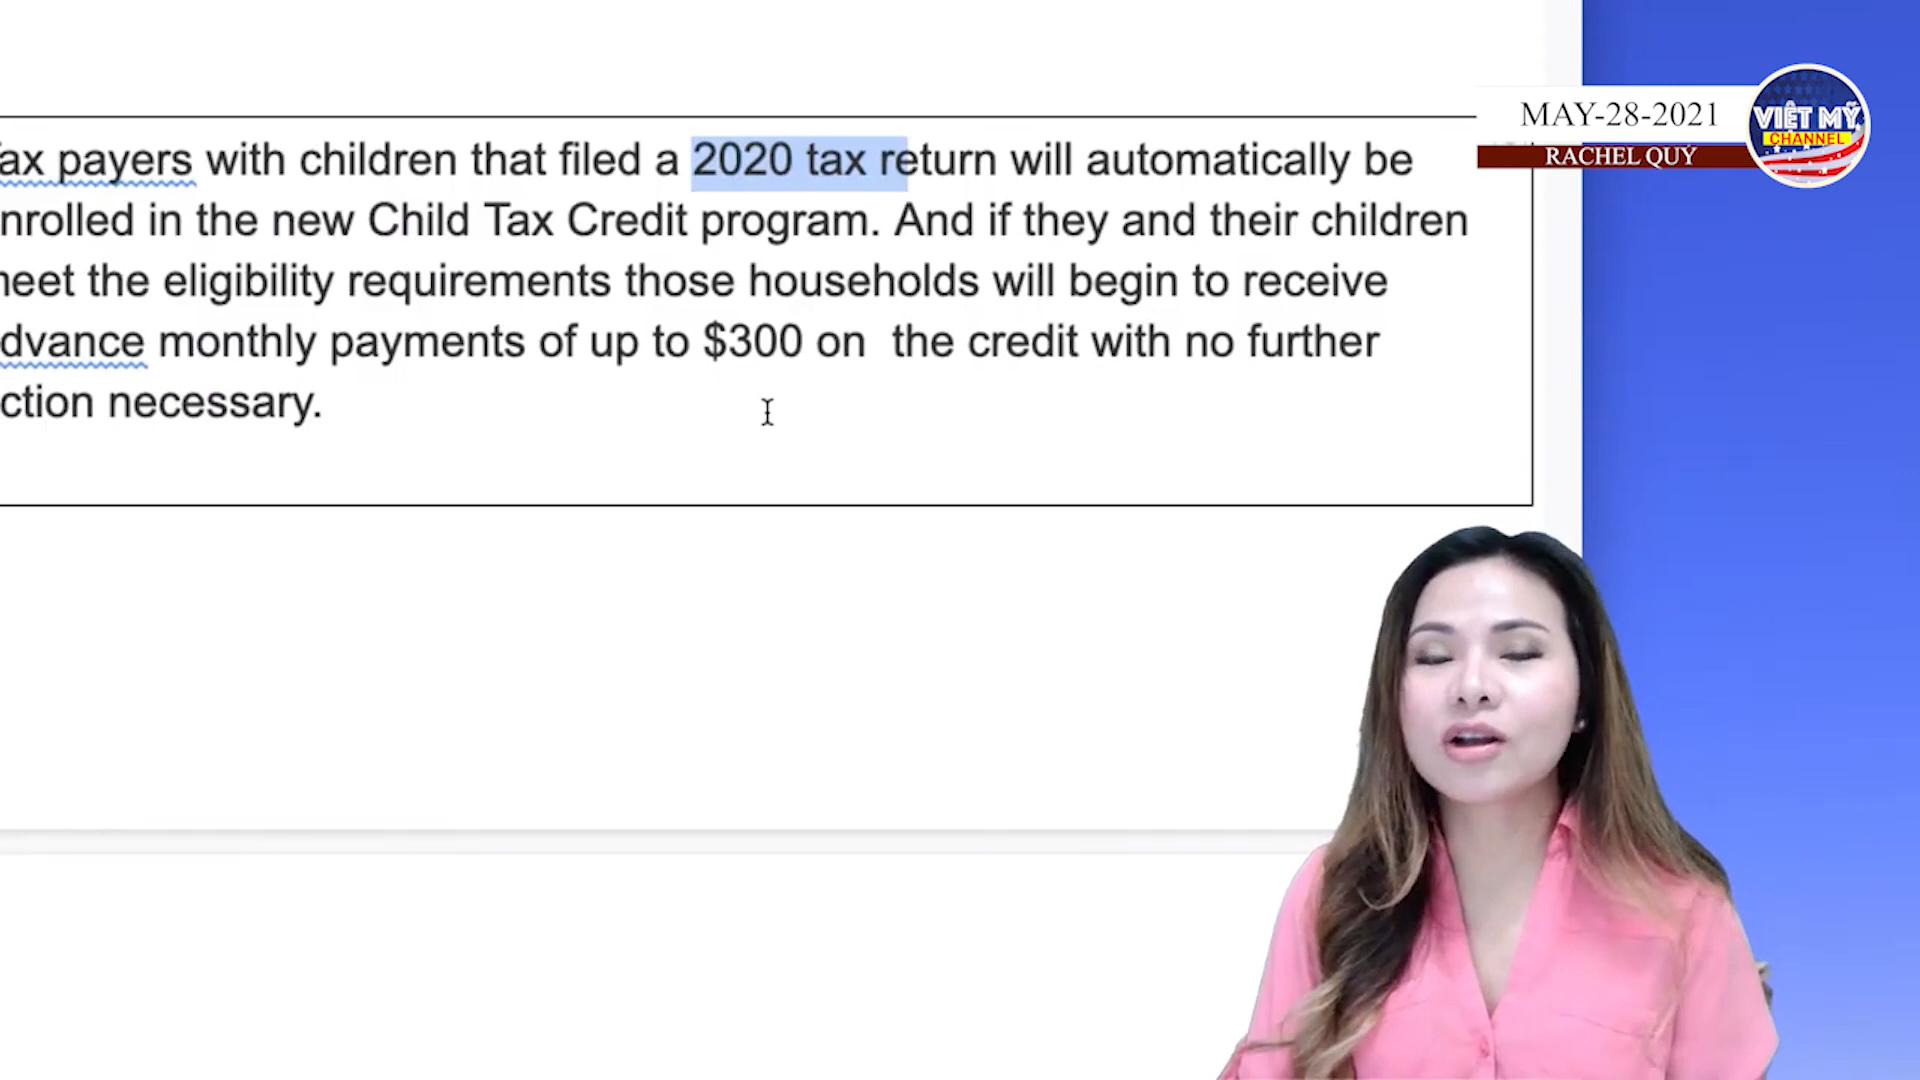 MAY-28-2021
RACHEL QUÝ
VIỆT MỸ
CHANNEL
ax payers with children that filed a 2020 tax return will automatically be
nrolled in the new Child Tax Credit program. And if they and their children
eet the eligibility requirements those households will begin to receive
dvance monthly payments of up to $300 on the credit with no further
ction necessary.